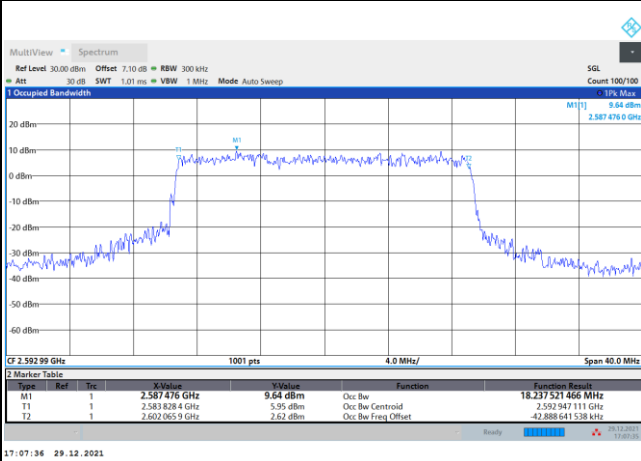 MultiView Spectrum
Ref Level 30.00 dBm Offset 7.10 dB RBW 300 kHz SGL
Att 30 dB SWT 1.01 ms VBW 1 MHz Mode Auto Sweep Count 100/100
1 Occupied Bandwidth 1Pk Max
M1[1] 9.64 dBm
2.587 476 0 GHz
20 dBm
M1
10 dBm
T1
T2
0 dBm
-10 dBm
-20 dBm
-30 dBm
-40 dBm
-50 dBm
-60 dBm
CF 2.592 99 GHz 1001 pts 4.0 MHz/ Span 40.0 MHz
2 Marker Table
Type Ref Trc X-Value Y-Value Function Function Result
M1 1 2.587 476 GHz 9.64 dBm Occ Bw 18.237 521 466 MHz
T1 1 2.583 828 4 GHz 5.95 dBm Occ Bw Centroid 2.592 947 111 GHz
T2 1 2.602 065 9 GHz 2.62 dBm Occ Bw Freq Offset -42.888 641 538 kHz
Ready 29.12.2021
17:07:35
17:07:36 29.12.2021